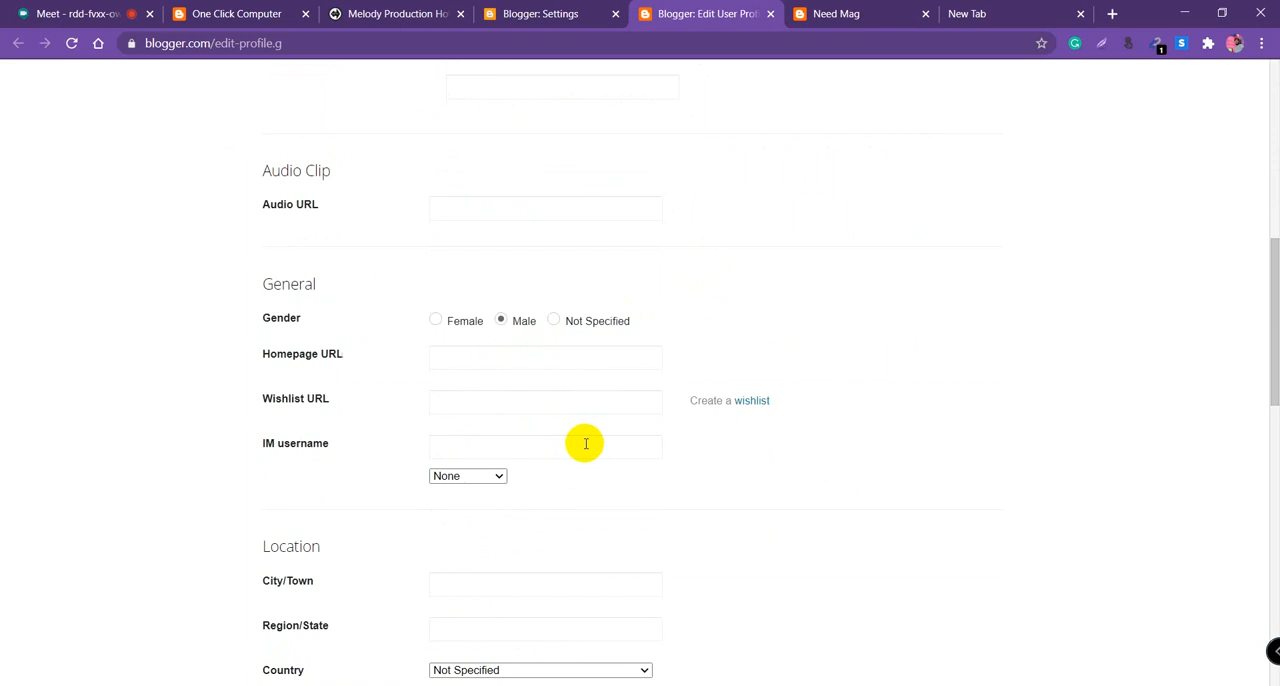 Meet - rdd-fvxx-ow
One Click Computer
Melody Production Ho
Blogger: Settings
Blogger: Edit User Prof
Need Mag
New Tab
blogger.com/edit-profile.g
1
S
Audio Clip
Audio URL
General
Gender
Female
Male
Not Specified
Homepage URL
Wishlist URL
Create a wishlist
IM username
None
Location
City/Town
Region/State
Country
Not Specified